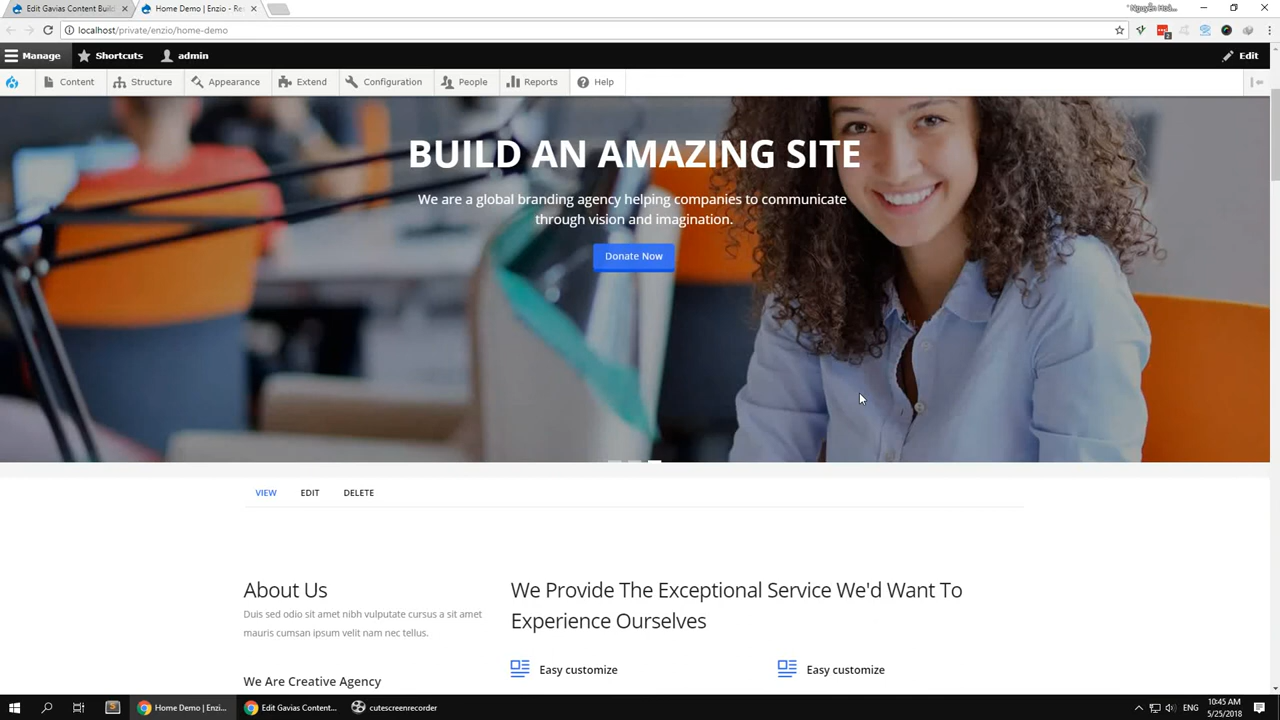 Edit Gavias Content Buil
Home Demo | Enzio - Re
localhost/private/enzio/home-demo
Manage
Shortcuts
admin
Edit
Content
Structure
Appearance
Extend
Configuration
People
Reports
Help
BUILD AN AMAZING SITE
We are a global branding agency helping companies to communicate
through vision and imagination.
Donate Now
VIEW
EDIT
DELETE
About Us
Duis sed odio sit amet nibh vulputate cursus a sit amet
mauris cumsan ipsum velit nam nec tellus.
We Are Creative Agency
We Provide The Exceptional Service We'd Want To
Experience Ourselves
Easy customize
Easy customize
Home Demo | Enzi...
Edit Gavias Content...
cutescreenrecorder
ENG
10:45 AM
5/25/2018